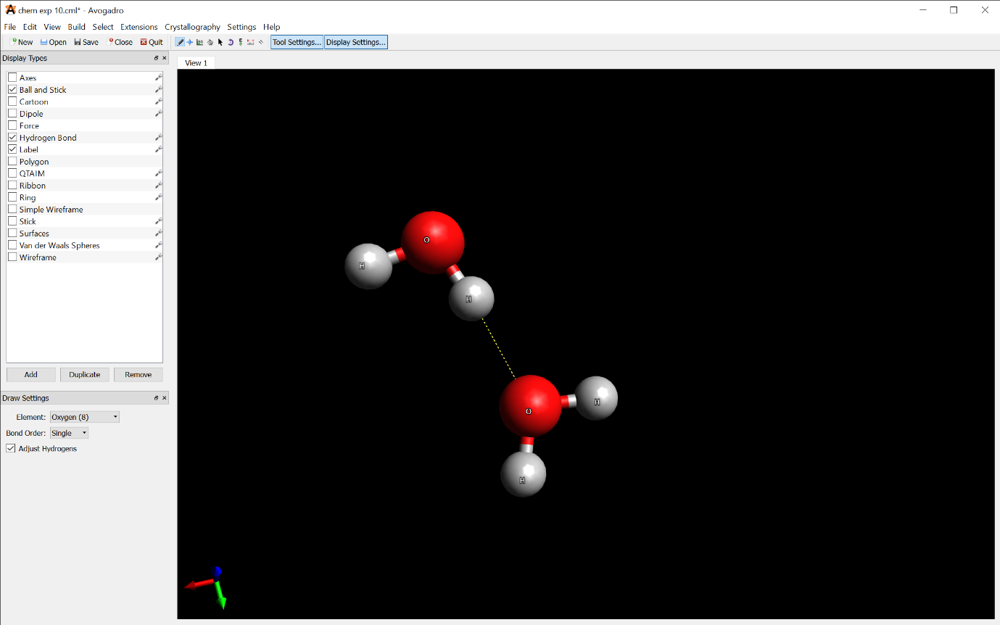 chem exp 10.cml* - Avogadro
File Edit View Build Select Extensions Crystallography Settings Help
New Open Save Close Quit Tool Settings... Display Settings...
Display Types
View 1
Axes
Ball and Stick
Cartoon
Dipole
Force
Hydrogen Bond
Label
Polygon
QTAIM
Ribbon
Ring
Simple Wireframe
Stick
Surfaces
Van der Waals Spheres
Wireframe
Add Duplicate Remove
Draw Settings
Element: Oxygen (8)
Bond Order: Single
Adjust Hydrogens
O
H
H
O
H
H